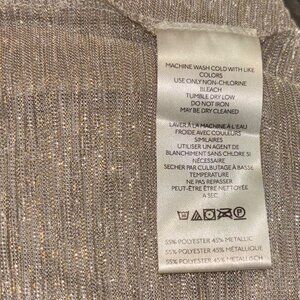 MACHINE WASH COLD WITH LIKE
COLORS
USE ONLY NON-CHLORINE
BLEACH
TUMBLE DRY LOW
DO NOT IRON
MAY BE DRY CLEANED
LAVER À LA MACHINE À L'EAU
FROIDE AVEC COULEURS
SIMILAIRES
UTILISER UN AGENT DE
BLANCHIMENT SANS CHLORE SI
NÉCESSAIRE
SECHER PAR CULBUTAGE À BASSE
TEMPERATURE
NE PAS REPASSER
PEUT-ÊTRE ÊTRE NETTOYÉE
A SEC
55% POLYESTER 45% METALLIC
55% POLYESTER 45% MÉTALLIQUE
55% POLYESTER 45% METALLISCH